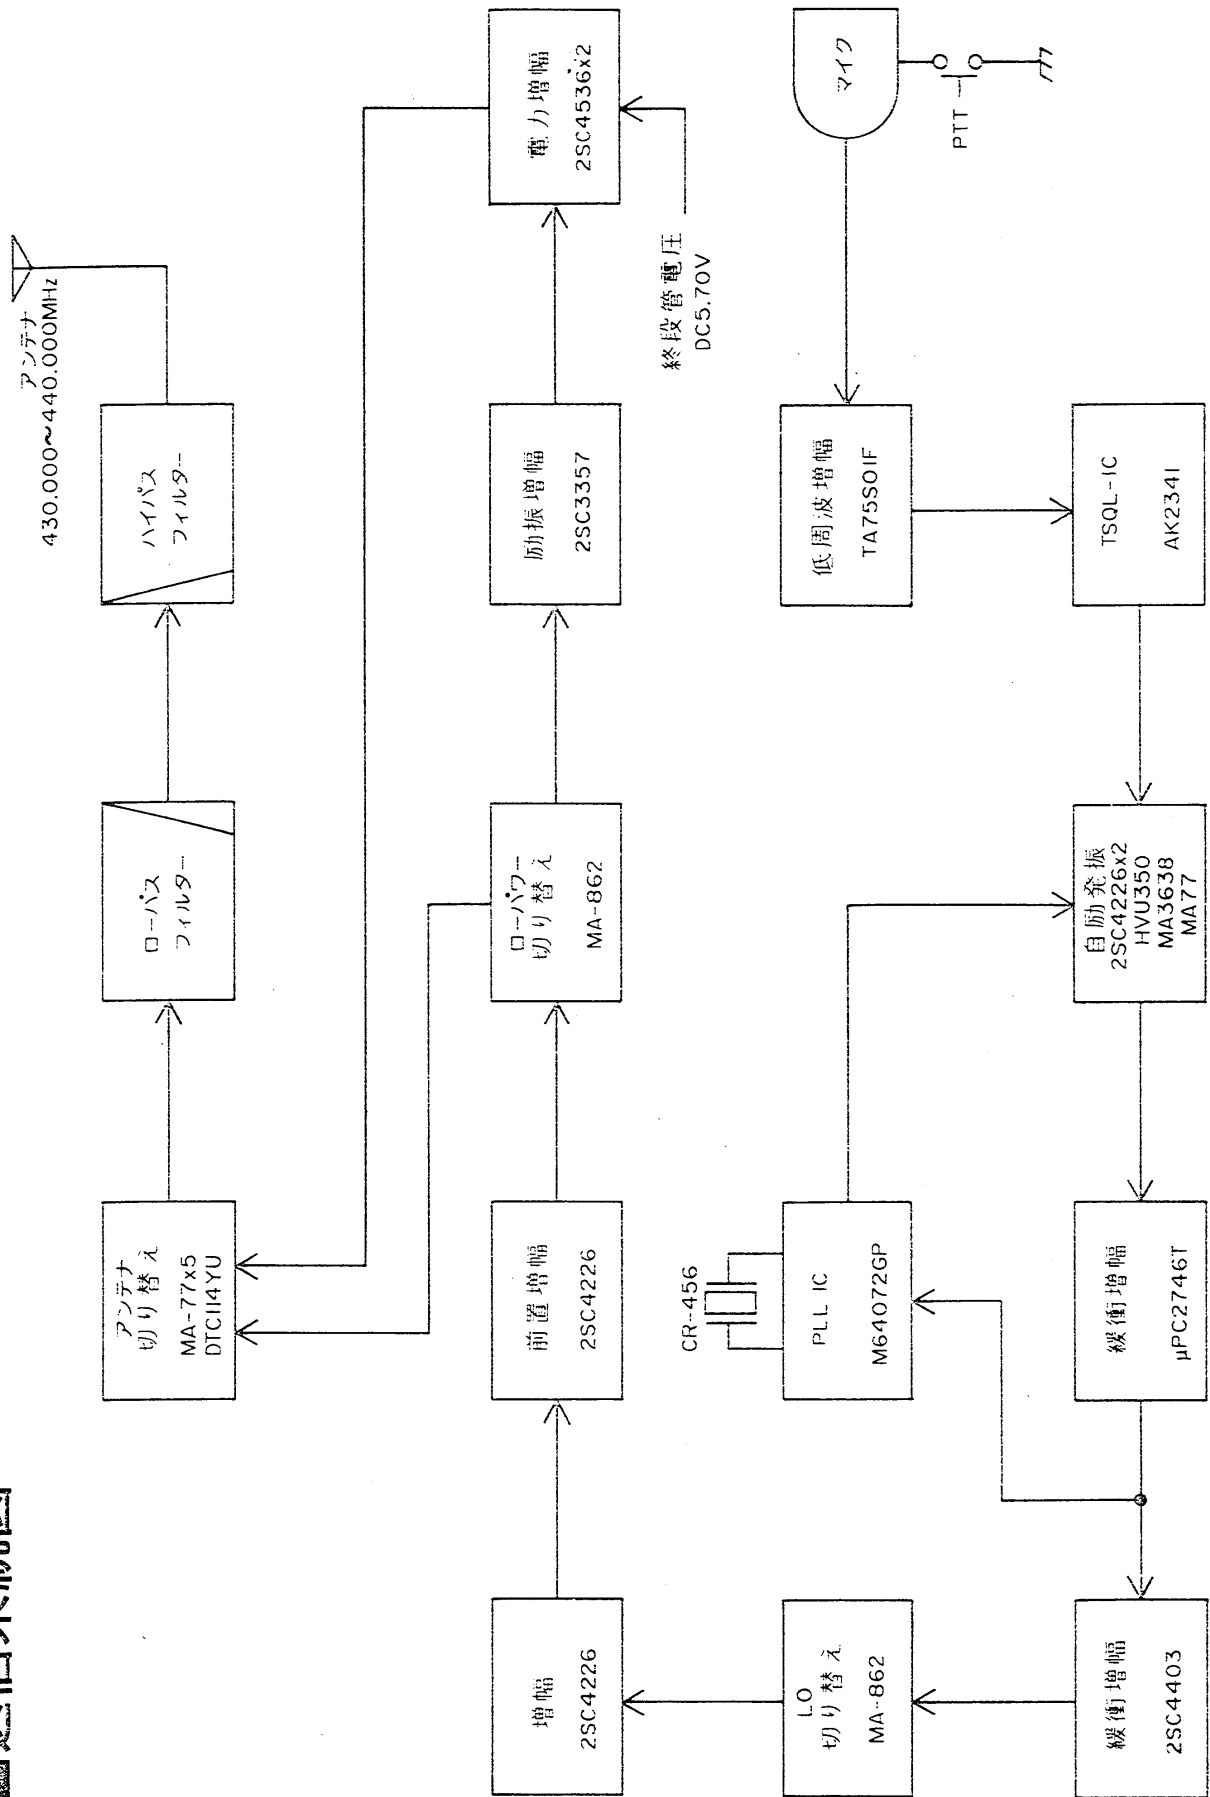 送信系統図
アンテナ
430.000〜440.000MHz
アンテナ
切り替え
MA-77x5
DTC114YU
ローパス
フィルター
ハイパス
フィルター
増幅
2SC4226
前置増幅
2SC4226
ローパワー
切り替え
MA-862
励振増幅
2SC3357
電力増幅
2SC4536x2
終段管電圧
DC5.70V
LO
切り替え
MA-862
CR-456
PLL IC
M64072GP
低周波増幅
TA75S01F
マイク
PTT
緩衝増幅
2SC4403
緩衝増幅
μPC2746T
自励発振
2SC4226x2
HVU350
MA3638
MA77
TSQL-IC
AK2341